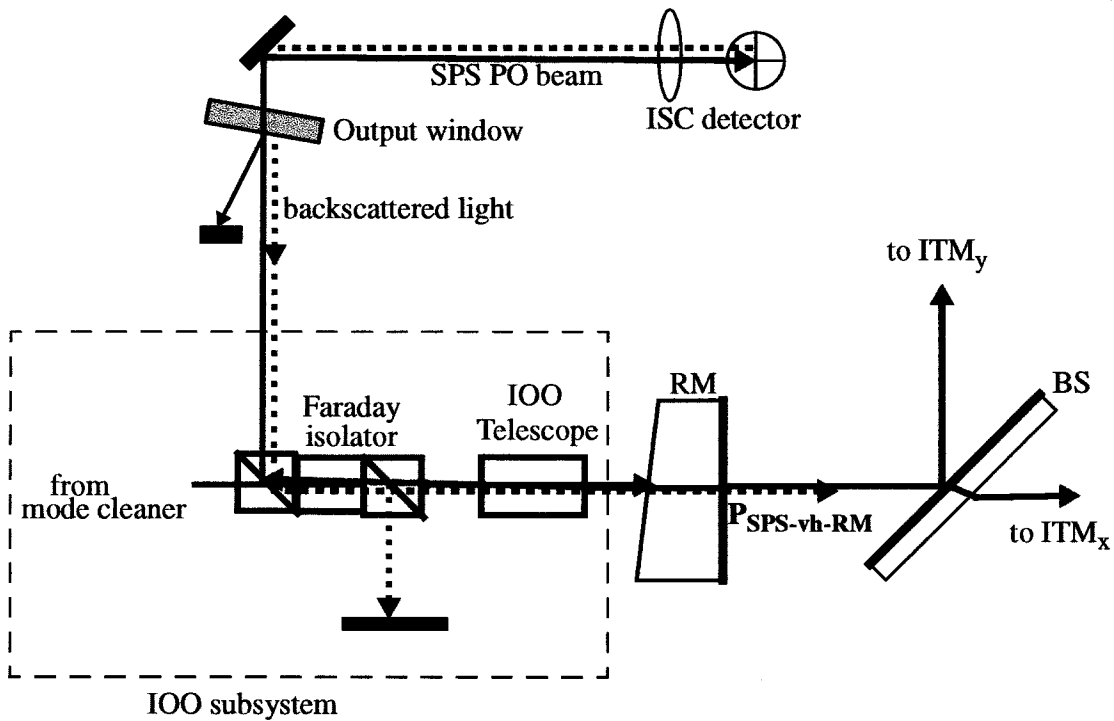 SPS PO beam
ISC detector
Output window
backscattered light
to ITMy
BS
RM
IOO
Telescope
Faraday
isolator
from
mode cleaner
PSPS-vh-RM
to ITMx
IOO subsystem